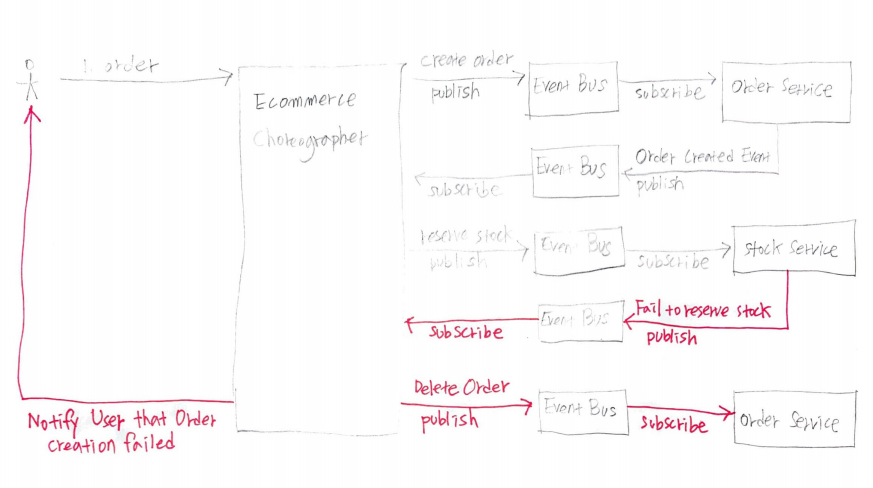 1. order
Ecommerce
Choreographer
create order
publish
Event Bus
subscribe
Order Service
Order Created Event
publish
Event Bus
subscribe
reserve stock
publish
Event Bus
subscribe
Stock Service
Fail to reserve stock
publish
Event Bus
subscribe
Delete Order
publish
Event Bus
subscribe
Order Service
Notify User that Order
creation failed